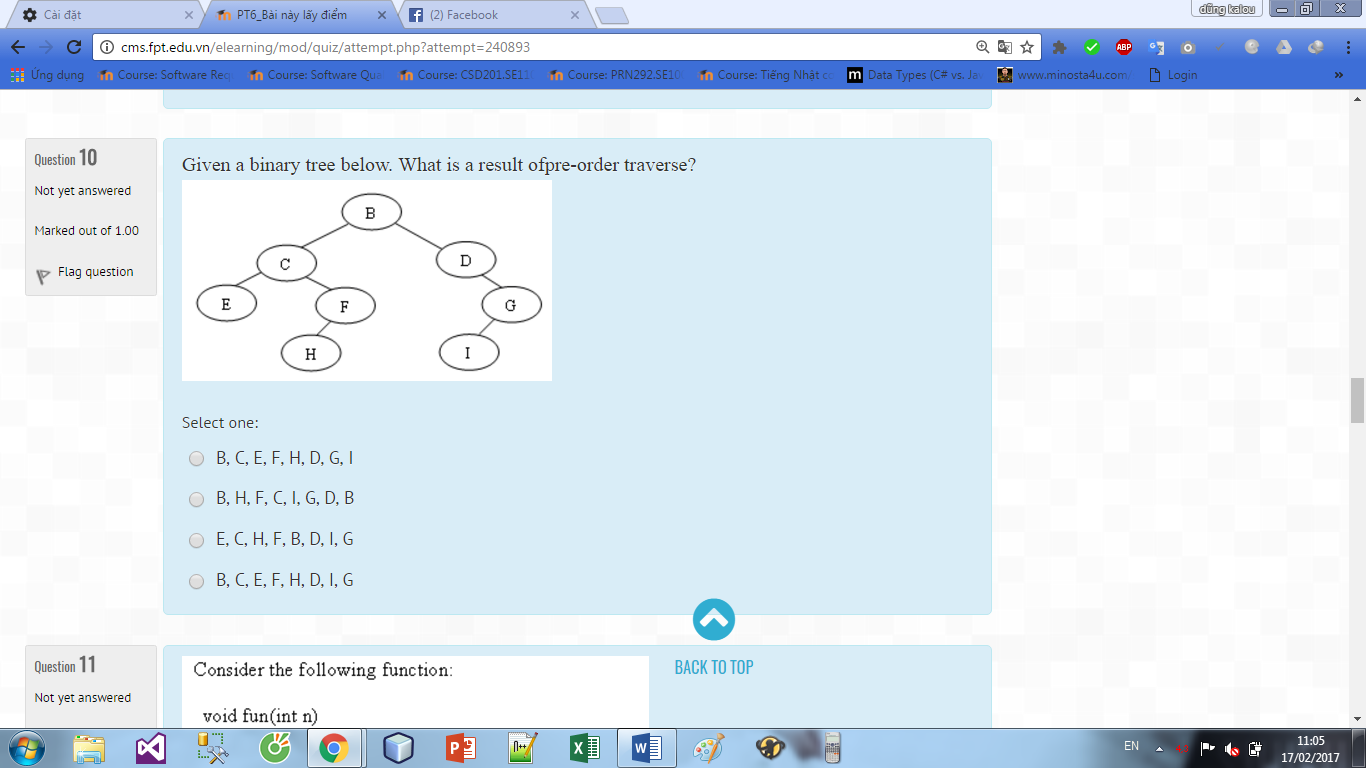 Cài đặt
PT6_Bài này lấy điểm
(2) Facebook
dũng kalou
cms.fpt.edu.vn/elearning/mod/quiz/attempt.php?attempt=240893
ABP
Ứng dụng
Course: Software Req
Course: Software Qua
Course: CSD201.SE11
Course: PRN292.SE10
Course: Tiếng Nhật cơ
Data Types (C# vs. Ja
www.minosta4u.com
Login
»
Question 10
Not yet answered
Marked out of 1.00
Flag question
Given a binary tree below. What is a result ofpre-order traverse?
B
C
D
E
F
G
H
I
Select one:
B, C, E, F, H, D, G, I
B, H, F, C, I, G, D, B
E, C, H, F, B, D, I, G
B, C, E, F, H, D, I, G
Question 11
Not yet answered
Consider the following function:
void fun(int n)
BACK TO TOP
EN
11:05
17/02/2017